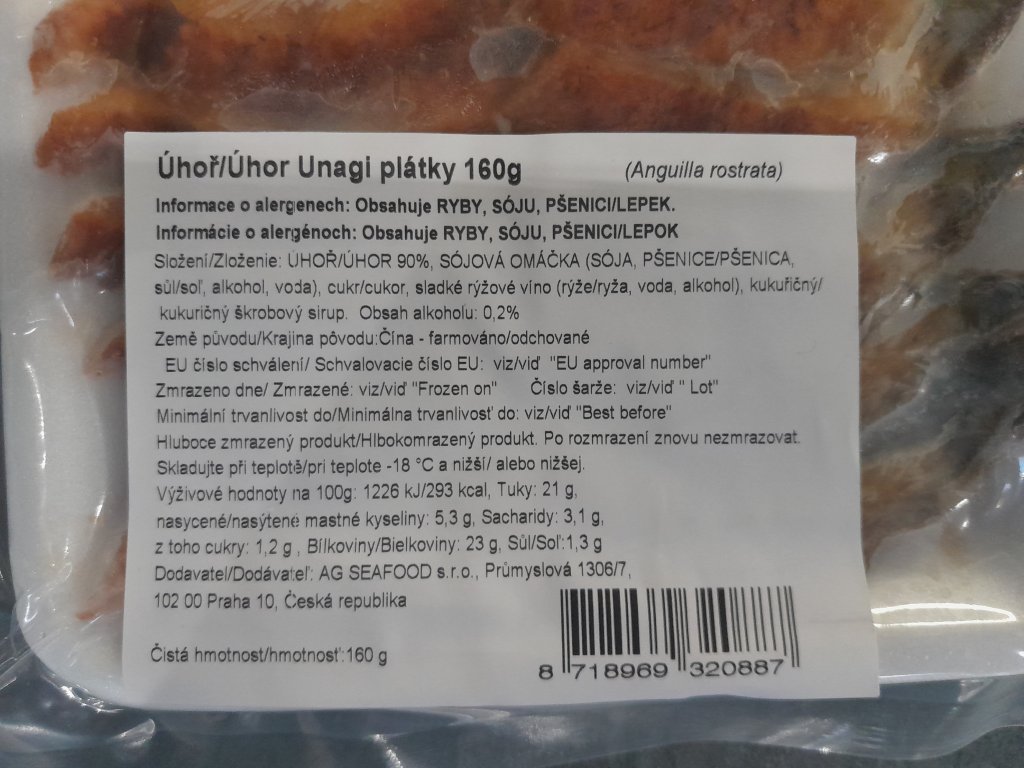 Úhoř/Úhor Unagi plátky 160g (Anguilla rostrata)
Informace o alergenech: Obsahuje RYBY, SÓJU, PŠENICI/LEPEK.
Informácie o alergénoch: Obsahuje RYBY, SÓJU, PŠENICI/LEPOK
Složení/Zloženie: ÚHOŘ/ÚHOR 90%, SÓJOVÁ OMÁČKA (SÓJA, PŠENICE/PŠENICA,
sůl/soľ, alkohol, voda), cukr/cukor, sladké rýžové víno (rýže/ryža, voda, alkohol), kukuřičný/
kukuričný škrobový sirup. Obsah alkoholu: 0,2%
Země původu/Krajina pôvodu:Čína - farmováno/odchované
EU číslo schválení/ Schvalovacie číslo EU: viz/viď "EU approval number"
Zmrazeno dne/ Zmrazené: viz/viď "Frozen on" Číslo šarže: viz/viď " Lot"
Minimální trvanlivost do/Minimálna trvanlivosť do: viz/viď "Best before"
Hluboce zmrazený produkt/Hlbokomrazený produkt. Po rozmrazení znovu nezmrazovat.
Skladujte při teplotě/pri teplote -18 °C a nižší/ alebo nižšej.
Výživové hodnoty na 100g: 1226 kJ/293 kcal, Tuky: 21 g,
nasycené/nasýtené mastné kyseliny: 5,3 g, Sacharidy: 3,1 g,
z toho cukry: 1,2 g , Bílkoviny/Bielkoviny: 23 g, Sůl/Soľ:1,3 g
Dodavatel/Dodávateľ: AG SEAFOOD s.r.o., Průmyslová 1306/7,
102 00 Praha 10, Česká republika
Čistá hmotnost/hmotnosť:160 g
8 718969 320887